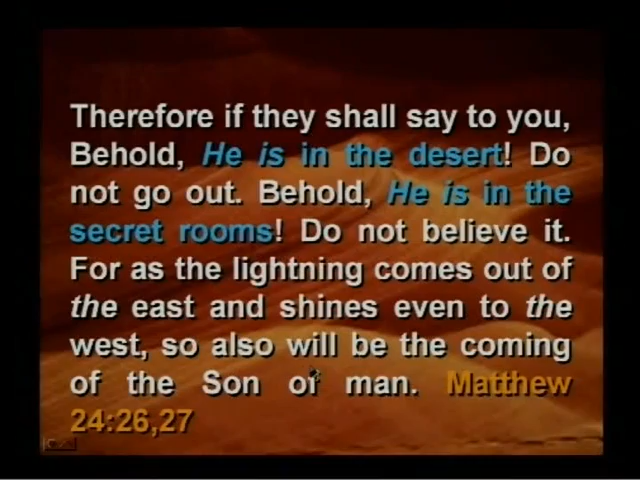 Therefore if they shall say to you,
Behold, He is in the desert! Do
not go out. Behold, He is in the
secret rooms! Do not believe it.
For as the lightning comes out of
the east and shines even to the
west, so also will be the coming
of the Son of man. Matthew
24:26,27